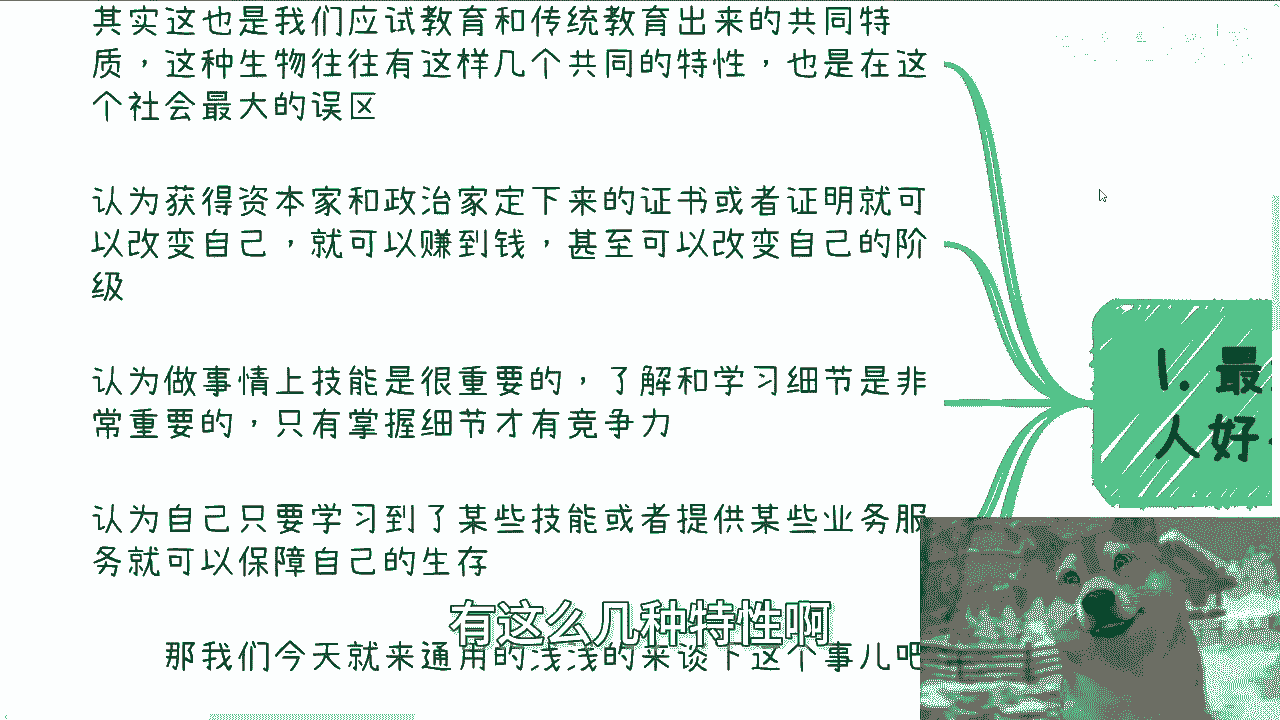 其实这也是我们应试教育和传统教育出来的共同特
质，这种生物往往有这样几个共同的特性，也是在这
个社会最大的误区
认为获得资本家和政治家定下来的证书或者证明就可
以改变自己，就可以赚到钱，甚至可以改变自己的阶
级
认为做事情上技能是很重要的，了解和学习细节是非
常重要的，只有掌握细节才有竞争力
认为自己只要学习到了某些技能或者提供某些业务服
务就可以保障自己的生存
那我们今天就来通用的浅浅的来谈下这个事儿吧
1. 最
人好
有这么几种特性啊